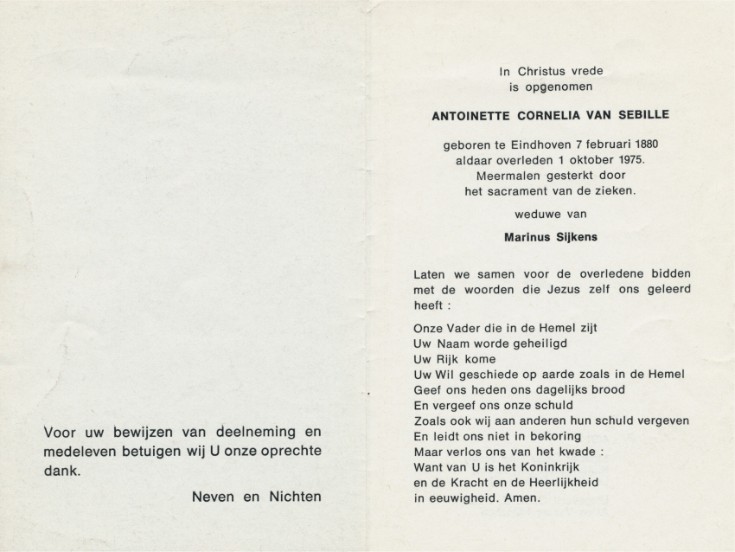 Voor uw bewijzen van deelneming en
medeleven betuigen wij U onze oprechte
dank.
Neven en Nichten
In Christus vrede
is opgenomen
ANTOINETTE CORNELIA VAN SEBILLE
geboren te Eindhoven 7 februari 1880
aldaar overleden 1 oktober 1975.
Meermalen gesterkt door
het sacrament van de zieken.
weduwe van
Marinus Sijkens
Laten we samen voor de overledene bidden
met de woorden die Jezus zelf ons geleerd
heeft :
Onze Vader die in de Hemel zijt
Uw Naam worde geheiligd
Uw Rijk kome
Uw Wil geschiede op aarde zoals in de Hemel
Geef ons heden ons dagelijks brood
En vergeef ons onze schuld
Zoals ook wij aan anderen hun schuld vergeven
En leidt ons niet in bekoring
Maar verlos ons van het kwade :
Want van U is het Koninkrijk
en de Kracht en de Heerlijkheid
in eeuwigheid. Amen.